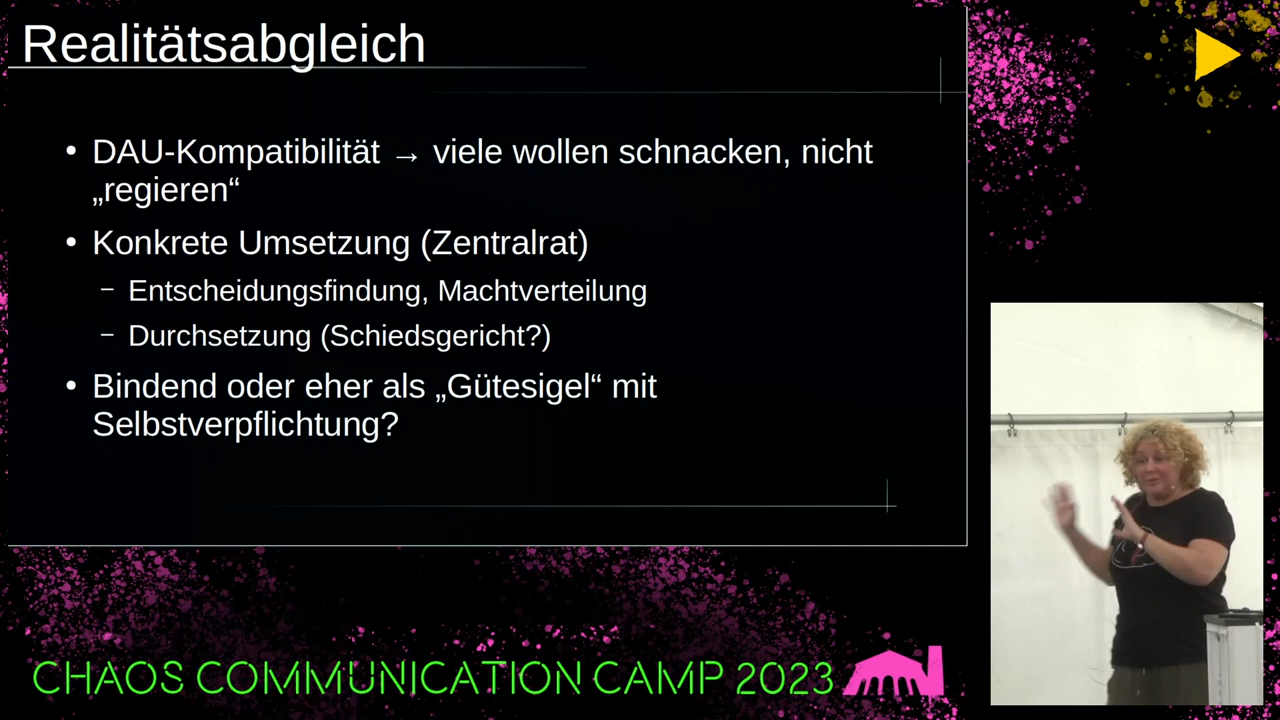 Realitätsabgleich
• DAU-Kompatibilität → viele wollen schnacken, nicht
„regieren“
• Konkrete Umsetzung (Zentralrat)
– Entscheidungsfindung, Machtverteilung
– Durchsetzung (Schiedsgericht?)
• Bindend oder eher als „Gütesigel“ mit
Selbstverpflichtung?
CHAOS COMMUNICATION CAMP 2023